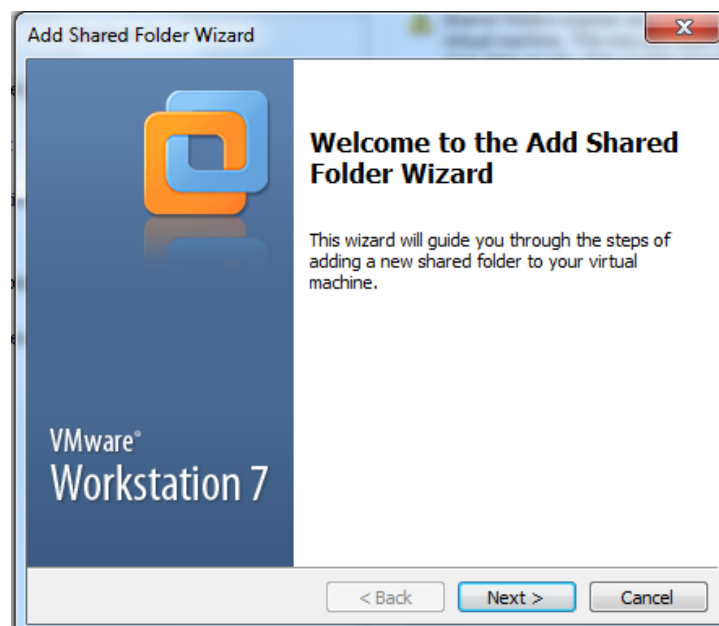 Add Shared Folder Wizard
Welcome to the Add Shared
Folder Wizard
This wizard will guide you through the steps of
adding a new shared folder to your virtual
machine.
VMware®
Workstation 7
< Back
Next >
Cancel